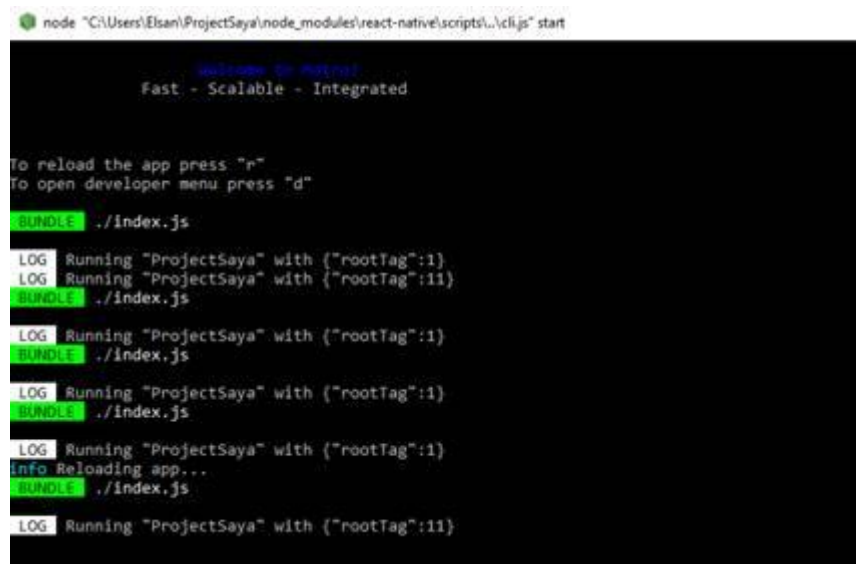 node "C:\Users\Elsan\ProjectSaya\node_modules\react-native\scripts\..\cli.js" start
Welcome to Metro!
Fast - Scalable - Integrated
To reload the app press "r"
To open developer menu press "d"
BUNDLE ./index.js
LOG Running "ProjectSaya" with {"rootTag":1}
LOG Running "ProjectSaya" with {"rootTag":11}
BUNDLE ./index.js
LOG Running "ProjectSaya" with {"rootTag":1}
BUNDLE ./index.js
LOG Running "ProjectSaya" with {"rootTag":1}
BUNDLE ./index.js
LOG Running "ProjectSaya" with {"rootTag":1}
info Reloading app...
BUNDLE ./index.js
LOG Running "ProjectSaya" with {"rootTag":11}